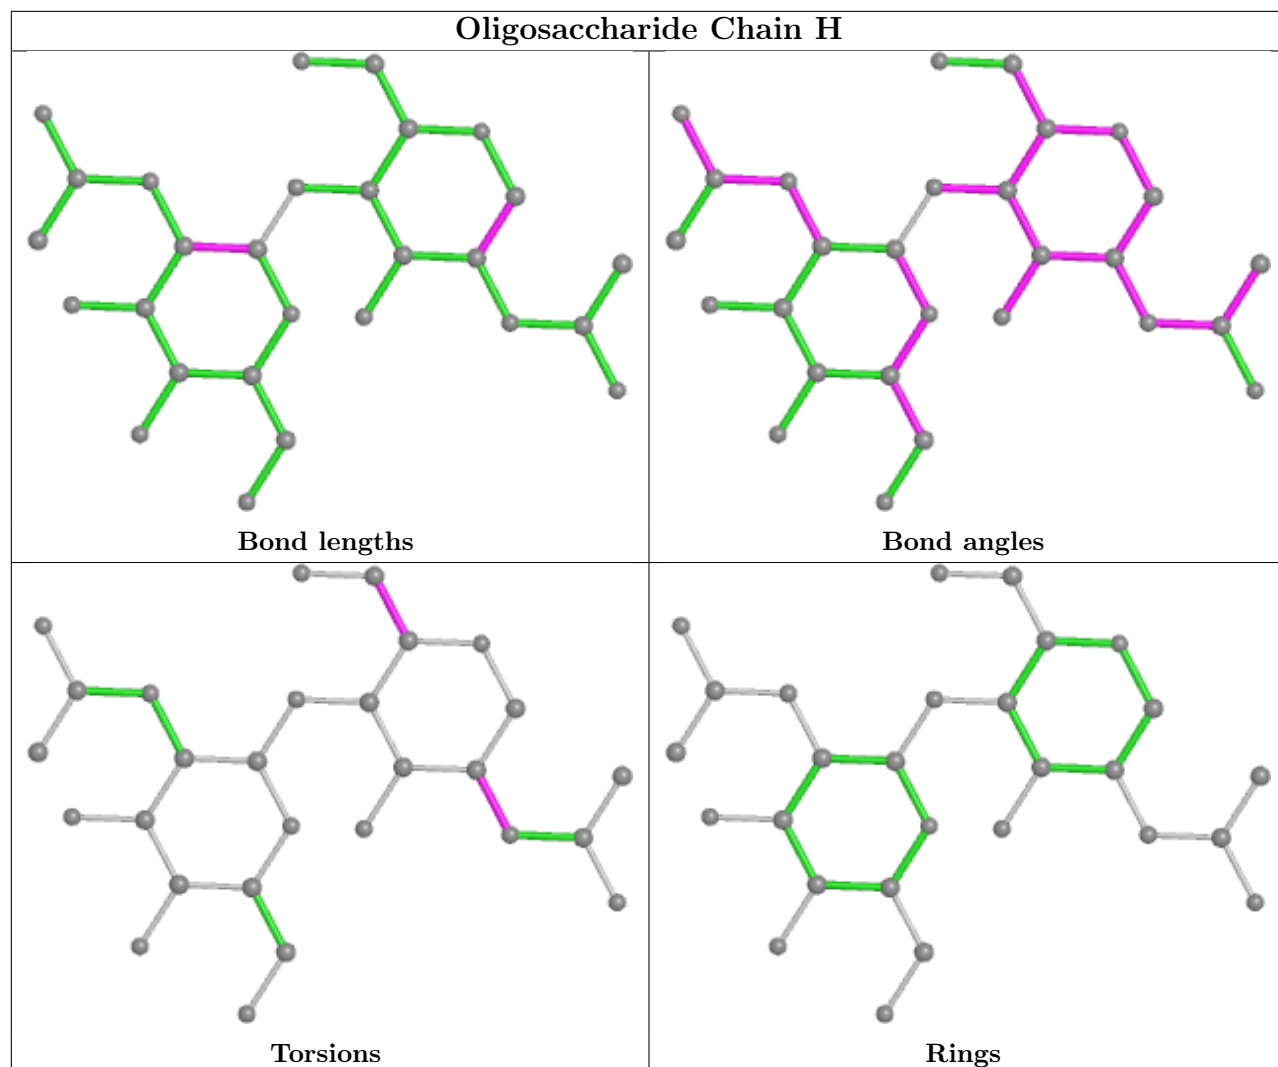 Oligosaccharide Chain H
Bond lengths
Bond angles
Torsions
Rings